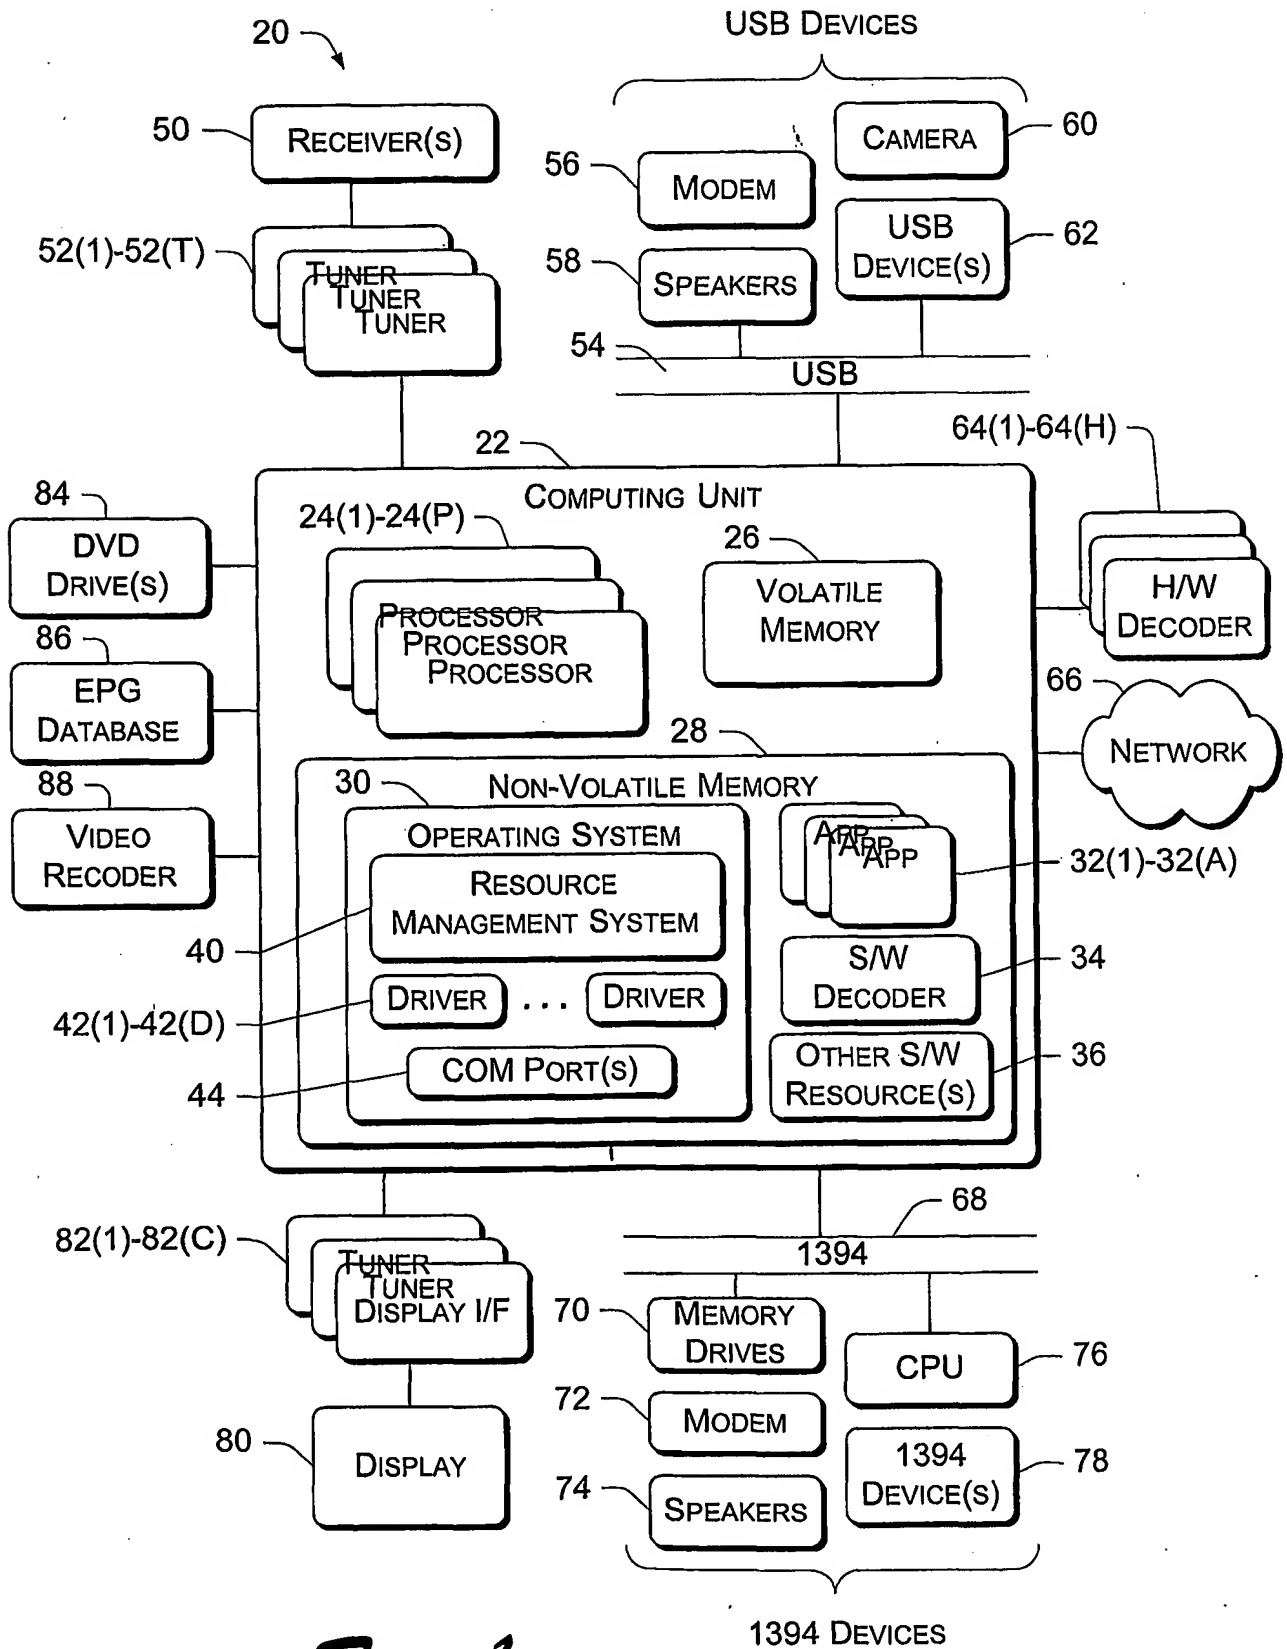 USB DEVICES
20
50
RECEIVER(S)
56
MODEM
CAMERA
60
52(1)-52(T)
TUNER
TUNER
TUNER
58
SPEAKERS
USB
DEVICE(S)
62
54
USB
64(1)-64(H)
22
COMPUTING UNIT
84
DVD
DRIVE(S)
24(1)-24(P)
PROCESSOR
PROCESSOR
PROCESSOR
26
VOLATILE
MEMORY
H/W
DECODER
86
EPG
DATABASE
66
NETWORK
28
NON-VOLATILE MEMORY
88
VIDEO
RECODER
30
OPERATING SYSTEM
RESOURCE
MANAGEMENT SYSTEM
40
APP
APP
APP
32(1)-32(A)
S/W
DECODER
34
DRIVER
...
DRIVER
42(1)-42(D)
COM PORT(S)
44
OTHER S/W
RESOURCE(S)
36
82(1)-82(C)
TUNER
TUNER
DISPLAY I/F
68
1394
70
MEMORY
DRIVES
CPU
76
72
MODEM
80
DISPLAY
74
SPEAKERS
1394
DEVICE(S)
78
1394 DEVICES